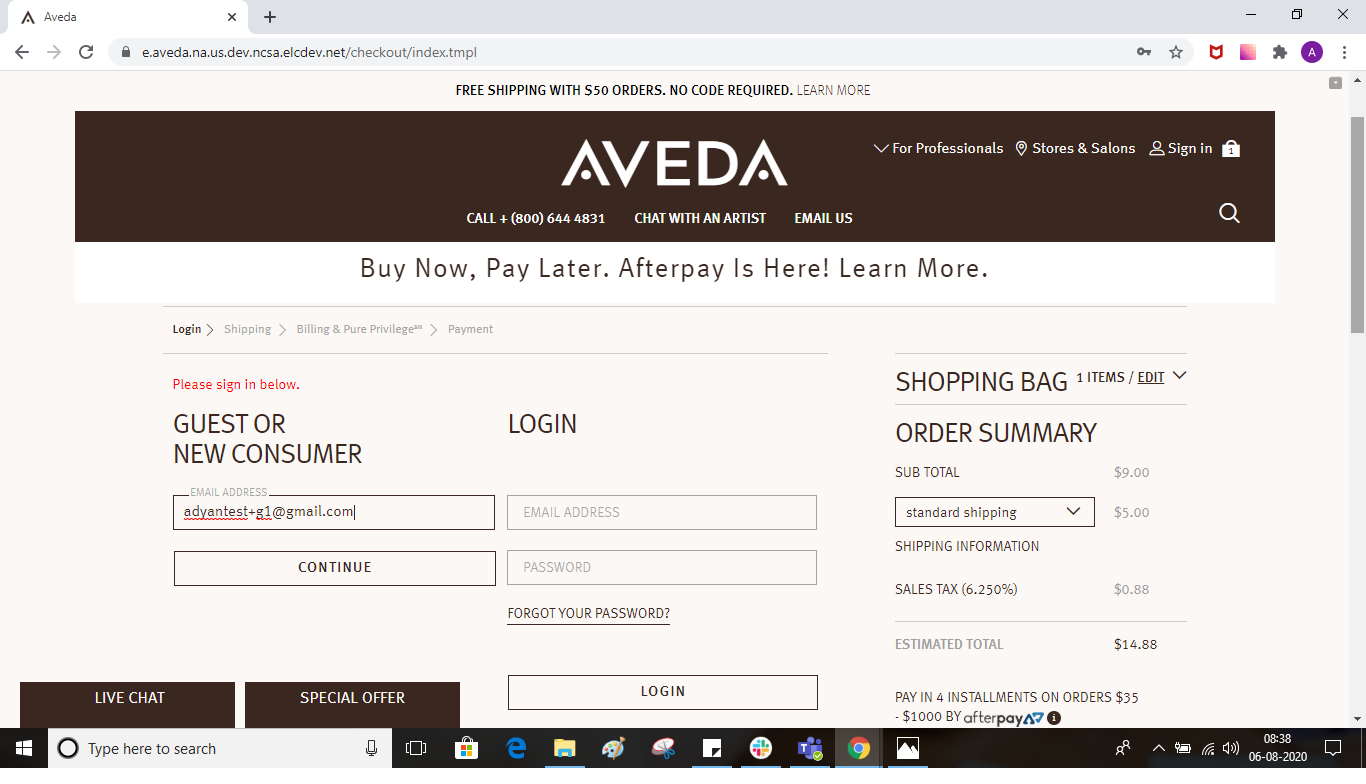 Aveda
e.aveda.na.us.dev.ncsa.elcdev.net/checkout/index.tmpl
A
FREE SHIPPING WITH $50 ORDERS. NO CODE REQUIRED. LEARN MORE
AVEDA
For Professionals
Stores & Salons
Sign in
1
CALL + (800) 644 4831
CHAT WITH AN ARTIST
EMAIL US
Buy Now, Pay Later. Afterpay Is Here! Learn More.
Login
Shipping
Billing & Pure Privilege℠
Payment
Please sign in below.
GUEST OR
NEW CONSUMER
EMAIL ADDRESS
adyantest+g1@gmail.com
CONTINUE
LOGIN
EMAIL ADDRESS
PASSWORD
FORGOT YOUR PASSWORD?
LOGIN
SHOPPING BAG 1 ITEMS / EDIT
ORDER SUMMARY
SUB TOTAL $9.00
standard shipping $5.00
SHIPPING INFORMATION
SALES TAX (6.250%) $0.88
ESTIMATED TOTAL $14.88
PAY IN 4 INSTALLMENTS ON ORDERS $35
- $1000 BY afterpay i
LIVE CHAT
SPECIAL OFFER
Type here to search
08:38
06-08-2020